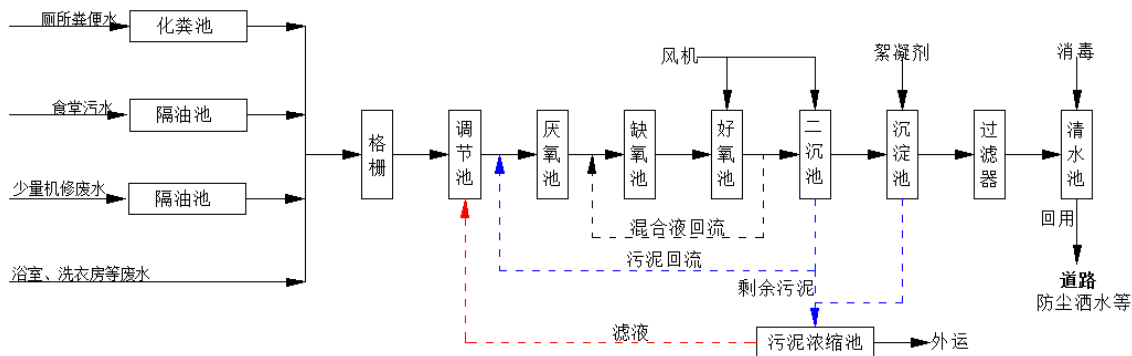 厕所粪便水
化粪池
食堂污水
隔油池
少量机修废水
隔油池
浴室、洗衣房等废水
格栅
调节池
厌氧池
缺氧池
好氧池
二沉池
沉淀池
过滤器
清水池
风机
絮凝剂
消毒
混合液回流
污泥回流
剩余污泥
滤液
污泥浓缩池
外运
回用
道路
防尘洒水等